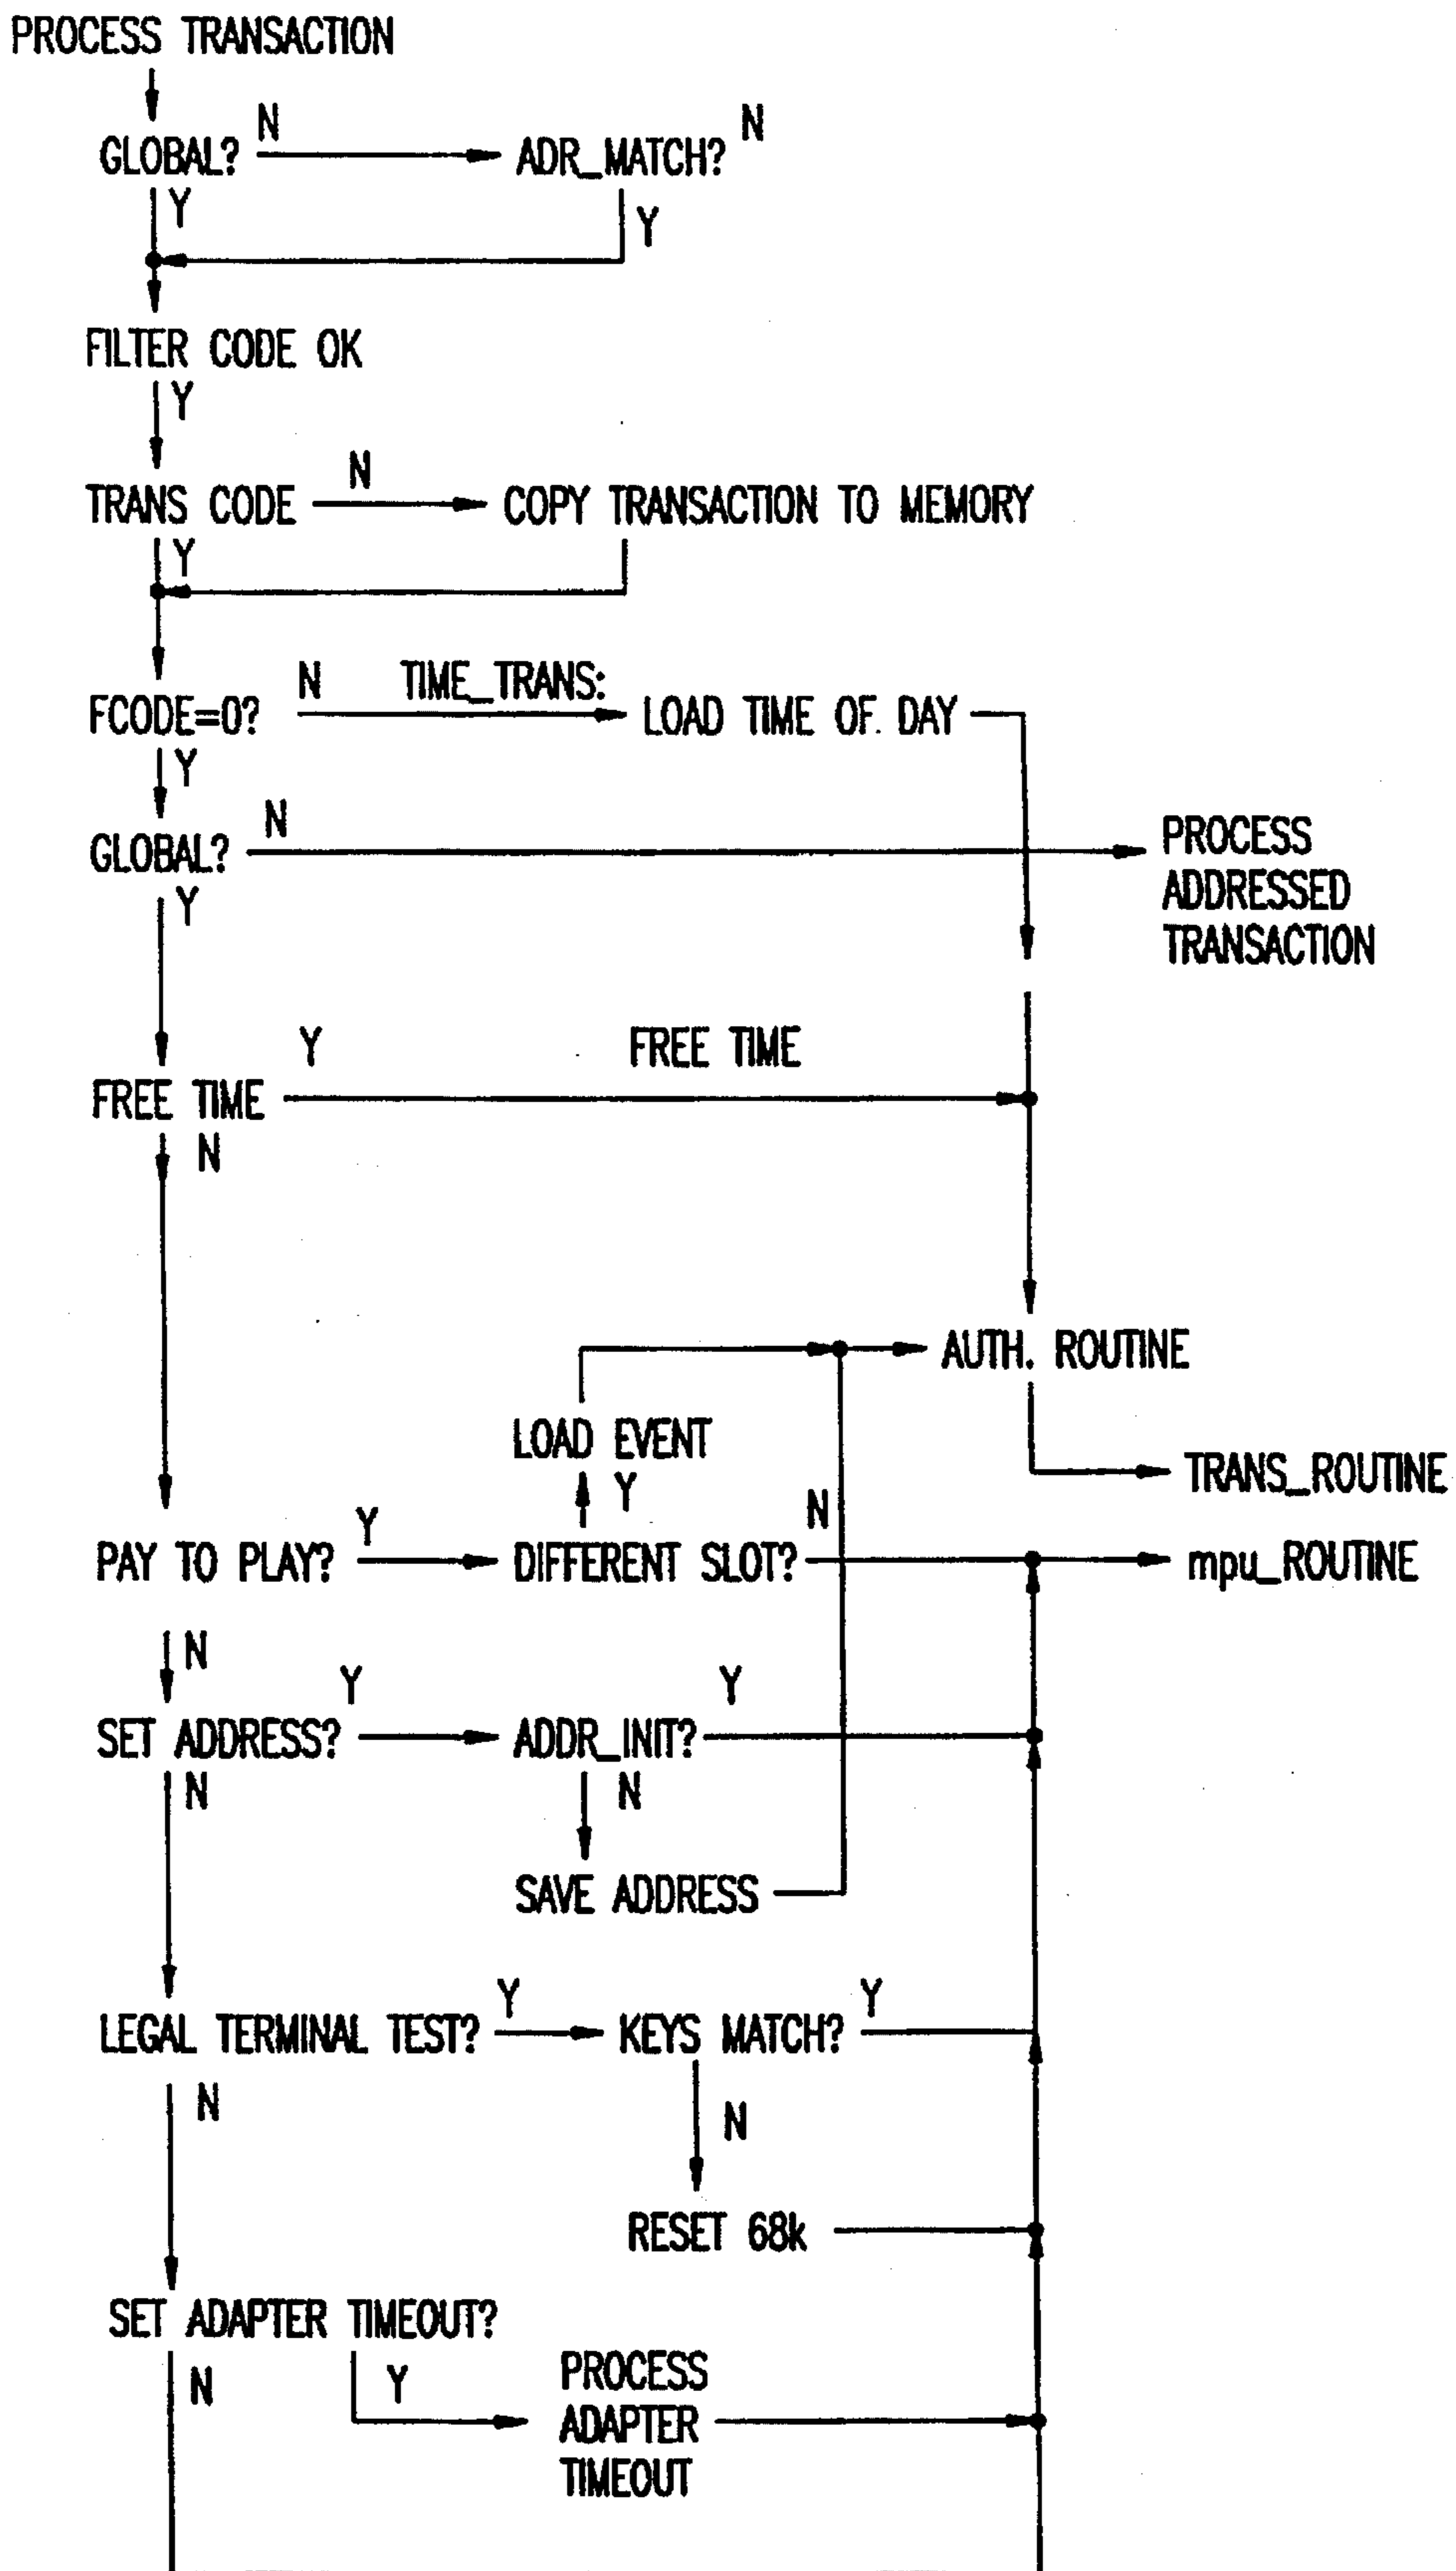 PROCESS TRANSACTION
N
N
GLOBAL?
ADR_MATCH?
Y
Y
FILTER CODE OK
Y
N
TRANS CODE
COPY TRANSACTION TO MEMORY
Y
N
TIME_TRANS:
FCODE=0?
LOAD TIME OF. DAY
Y
N
GLOBAL?
PROCESS
ADDRESSED
TRANSACTION
Y
Y
FREE TIME
FREE TIME
N
AUTH. ROUTINE
LOAD EVENT
Y
N
TRANS_ROUTINE
Y
PAY TO PLAY?
DIFFERENT SLOT?
mpu_ROUTINE
N
Y
Y
SET ADDRESS?
ADDR_INIT?
N
N
SAVE ADDRESS
Y
Y
LEGAL TERMINAL TEST?
KEYS MATCH?
N
N
RESET 68k
SET ADAPTER TIMEOUT?
N
Y
PROCESS
ADAPTER
TIMEOUT